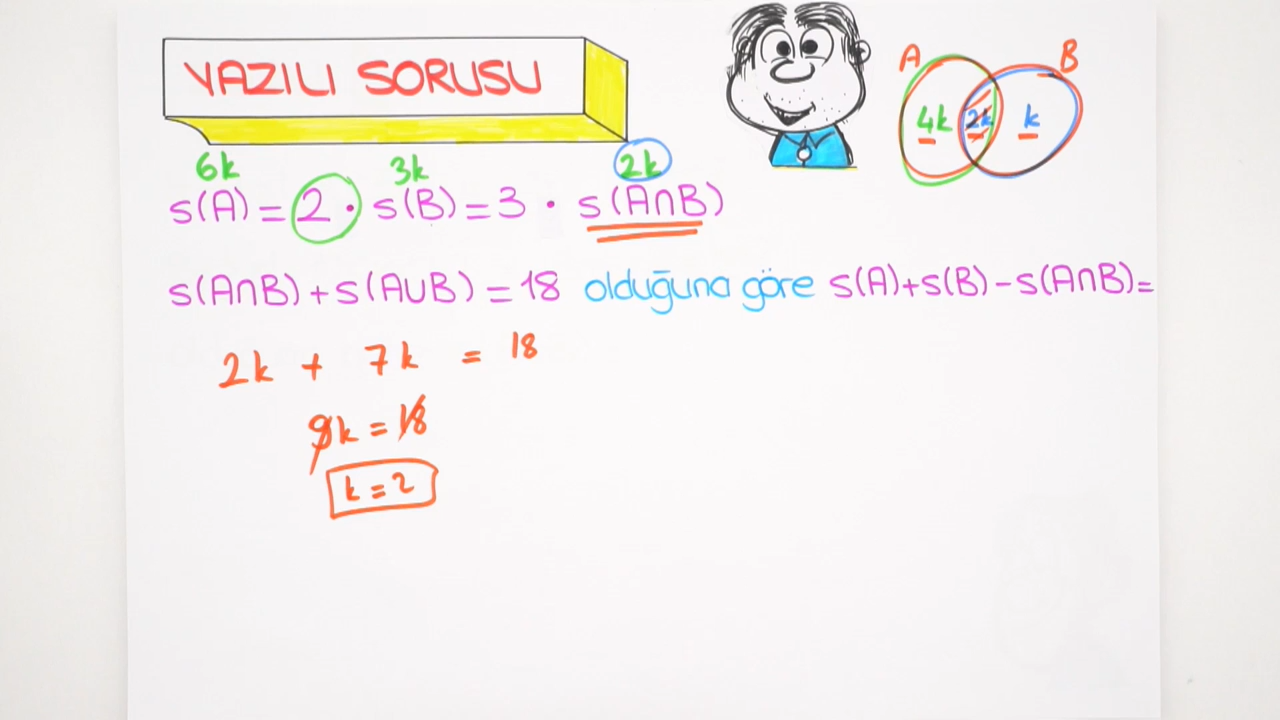 YAZILI SORUSU
A B
4k 2k k
6k 3k 2k
s(A) = 2 · s(B) = 3 · s(A∩B)
s(A∩B) + s(A∪B) = 18 olduğuna göre s(A)+s(B) - s(A∩B) =
2k + 7k = 18
9k = 18
k = 2